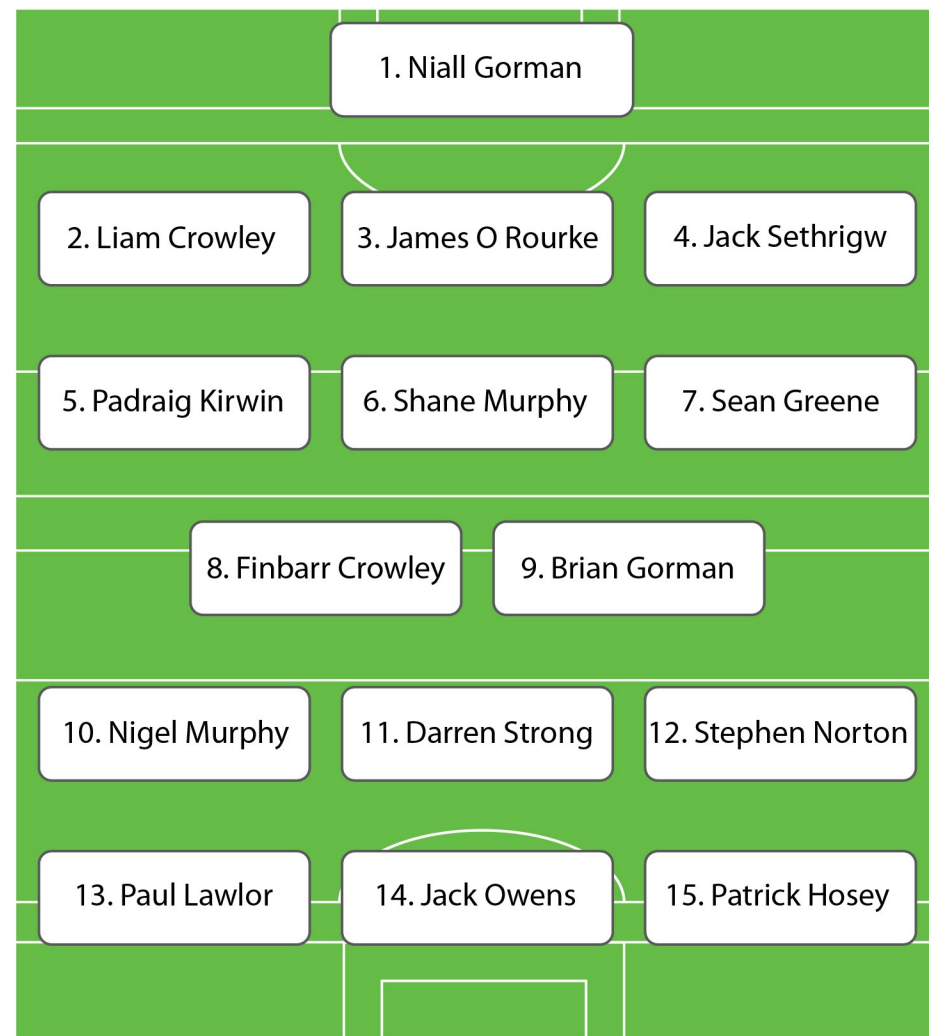 1. Niall Gorman
2. Liam Crowley
3. James O Rourke
4. Jack Sethrigw
5. Padraig Kirwin
6. Shane Murphy
7. Sean Greene
8. Finbarr Crowley
9. Brian Gorman
10. Nigel Murphy
11. Darren Strong
12. Stephen Norton
13. Paul Lawlor
14. Jack Owens
15. Patrick Hosey